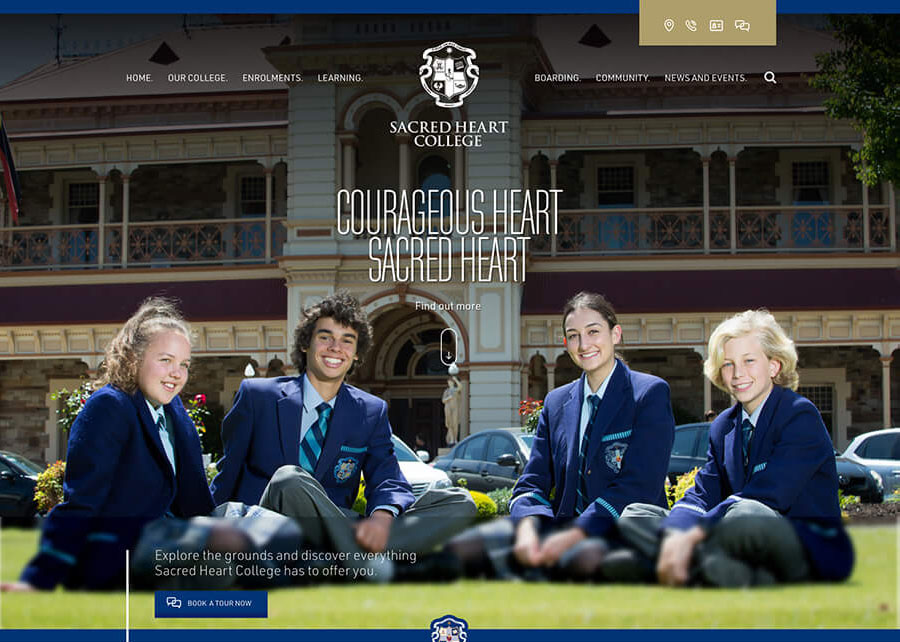 HOME.
OUR COLLEGE.
ENROLMENTS.
LEARNING.
BOARDING.
COMMUNITY.
NEWS AND EVENTS.
SACRED HEART
COLLEGE
COURAGEOUS HEART
SACRED HEART
Find out more
Explore the grounds and discover everything
Sacred Heart College has to offer you.
BOOK A TOUR NOW